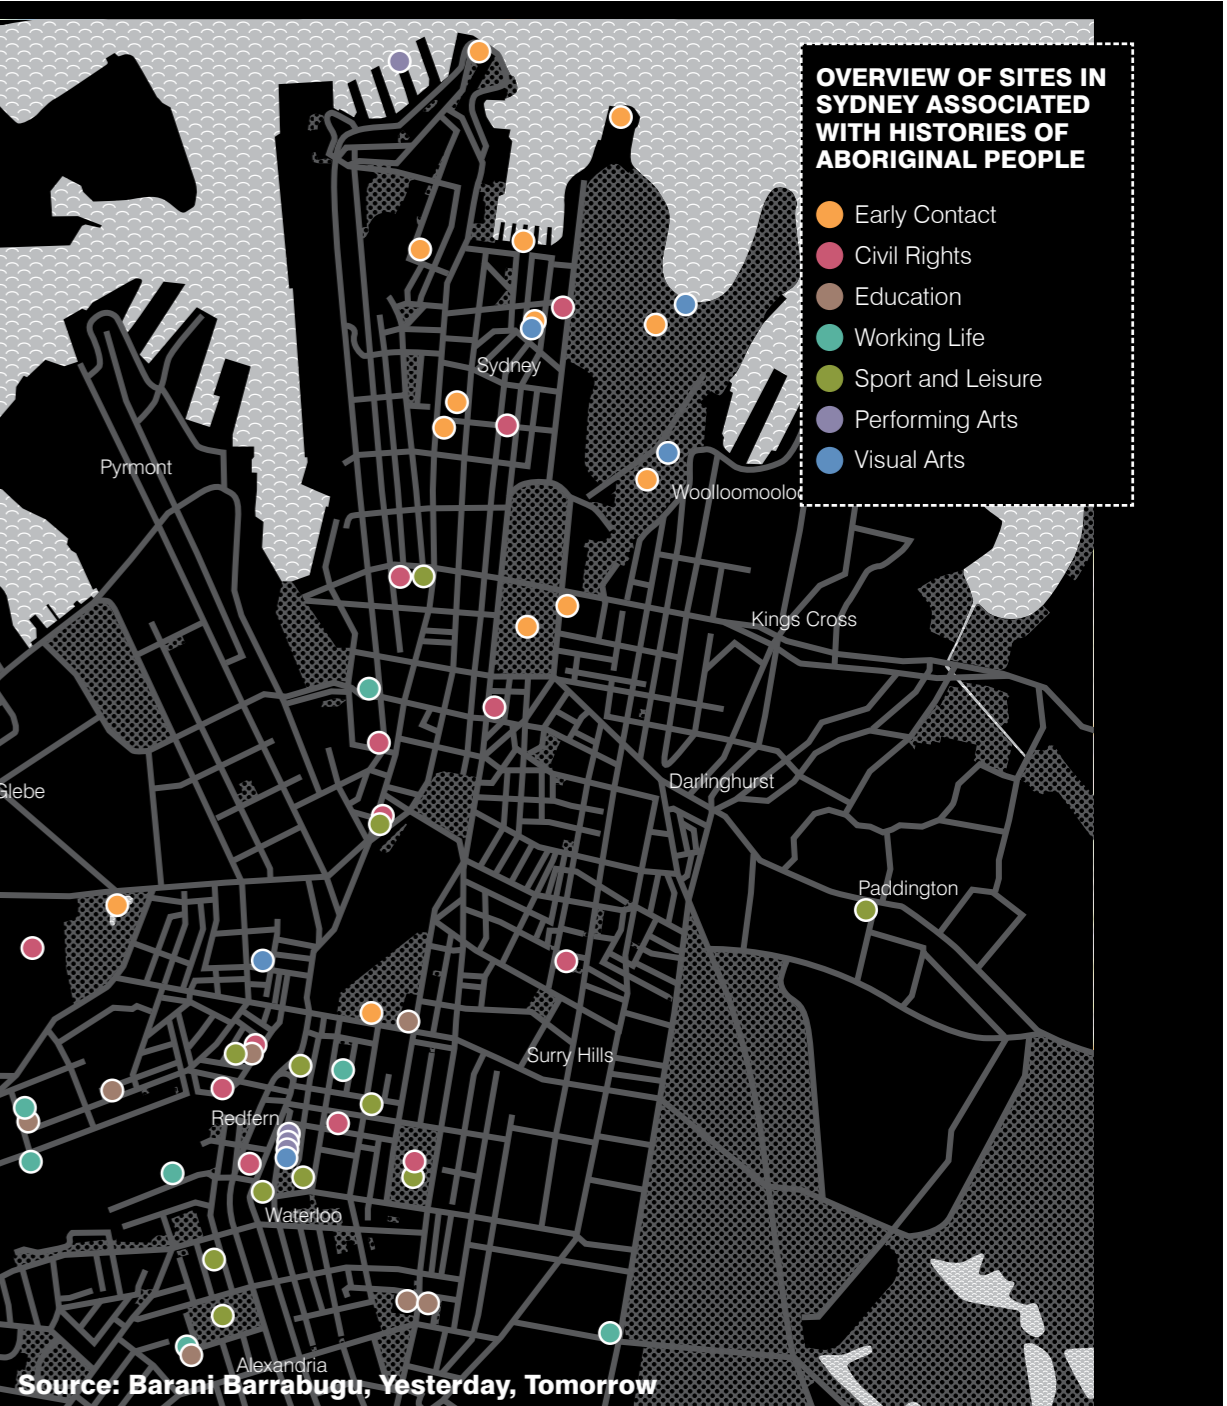 OVERVIEW OF SITES IN
SYDNEY ASSOCIATED
WITH HISTORIES OF
ABORIGINAL PEOPLE
Early Contact
Civil Rights
Education
Working Life
Sport and Leisure
Performing Arts
Visual Arts
Sydney
Pyrmont
Woolloomooloo
Kings Cross
Darlinghurst
Glebe
Paddington
Surry Hills
Redfern
Waterloo
Alexandria
Source: Barani Barrabugu, Yesterday, Tomorrow